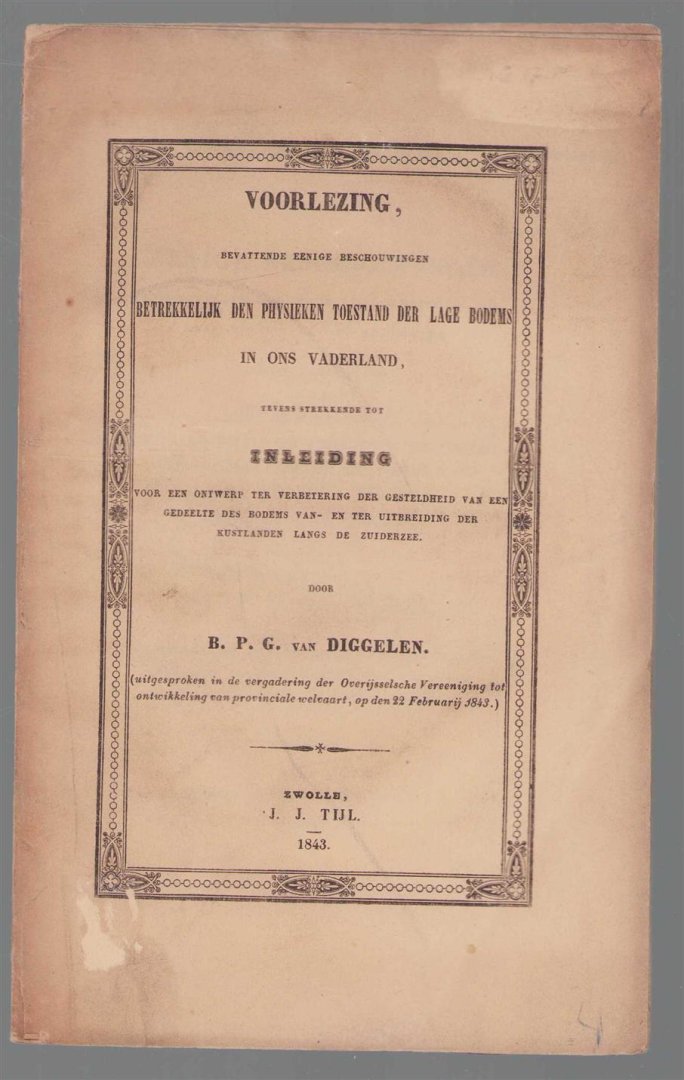 VOORLEZING,
BEVATTENDE EENIGE BESCHOUWINGEN
BETREKKELIJK DEN PHYSIEKEN TOESTAND DER LAGE BODEMS
IN ONS VADERLAND,
TEVENS STREKKENDE TOT
INLEIDING
VOOR EEN ONTWERP TER VERBETERING DER GESTELDHEID VAN EEN
GEDEELTE DES BODEMS VAN- EN TER UITBREIDING DER
KUSTLANDEN LANGS DE ZUIDERZEE.
DOOR
B. P. G. VAN DIGGELEN.
(uitgesproken in de vergadering der Overijsselsche Vereeniging tot
ontwikkeling van provinciale welvaart, op den 22 Februarij 1843.)
ZWOLLE,
J. J. TIJL.
1843.